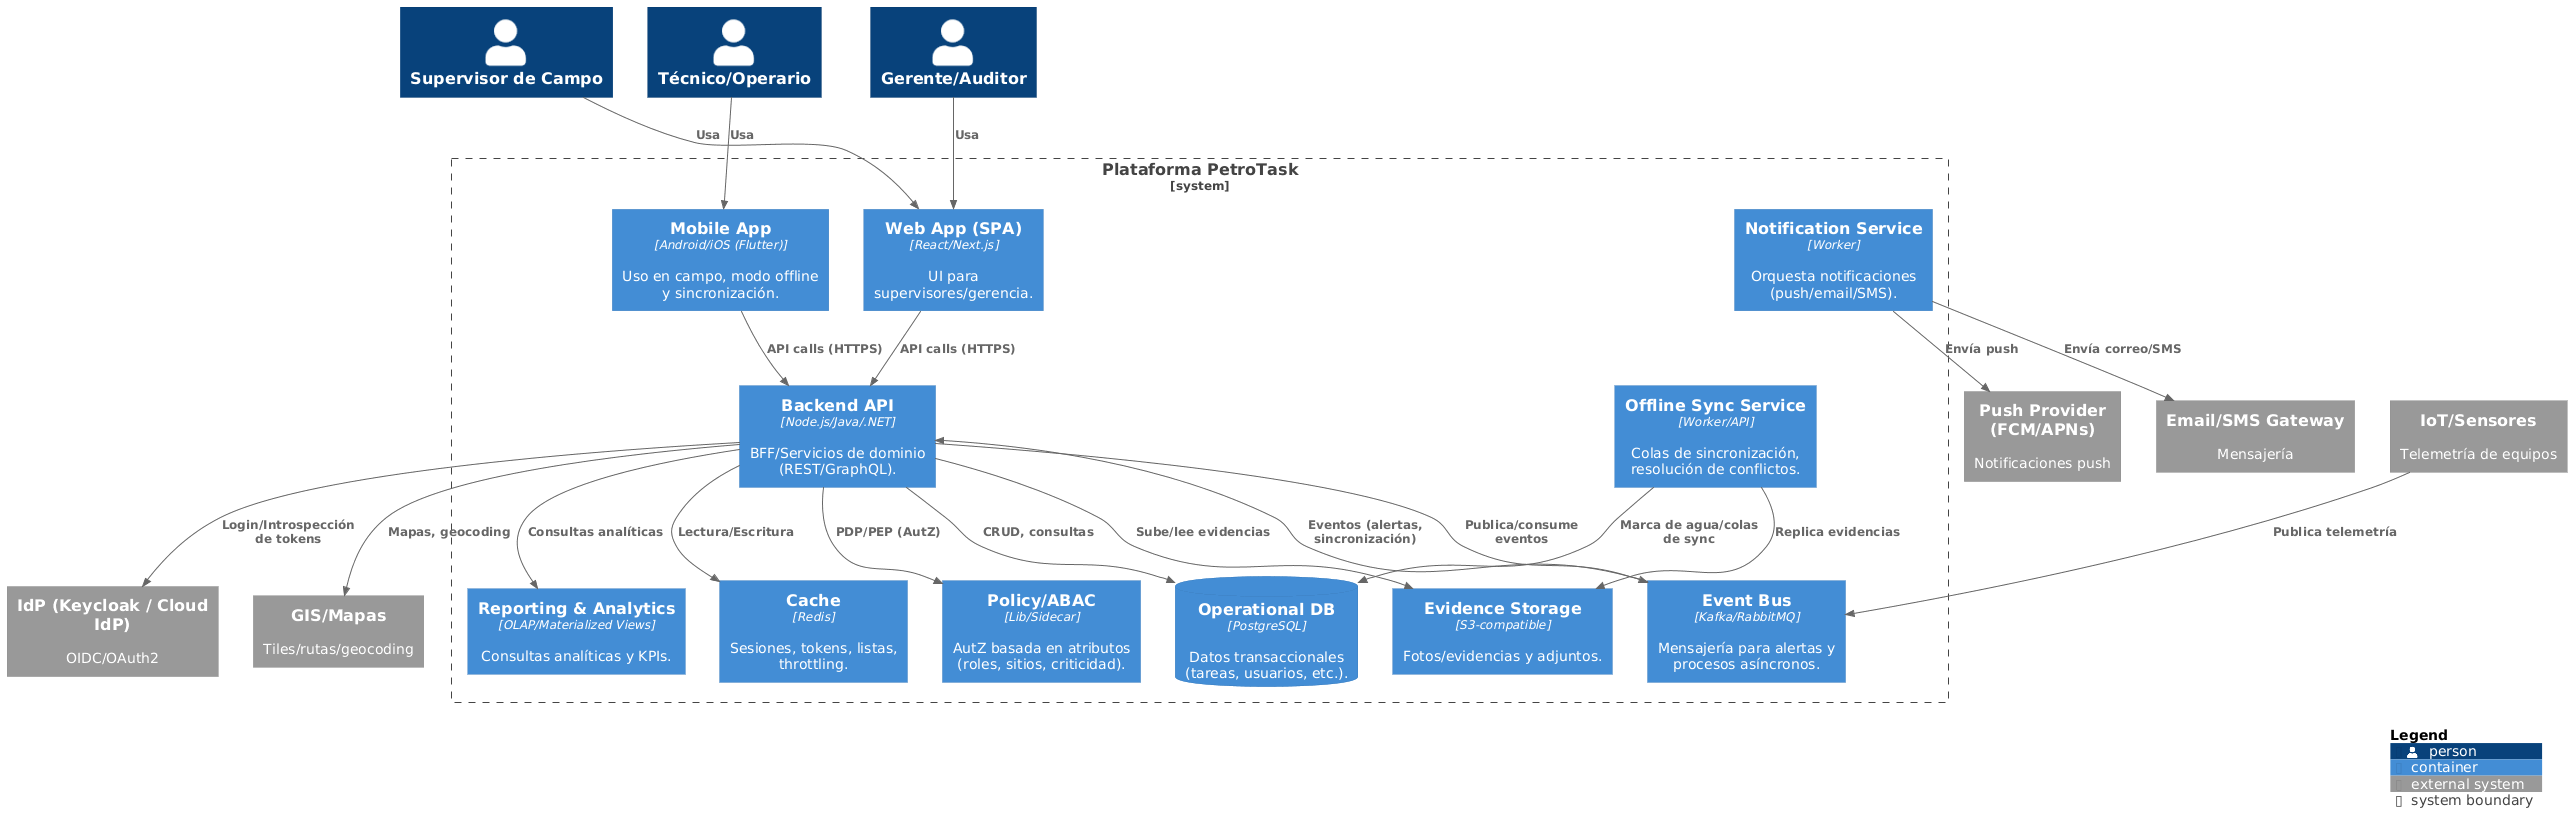 Supervisor de Campo
Técnico/Operario
Gerente/Auditor
Usa
Usa
Usa
Plataforma PetroTask
[system]
Mobile App
[Android/iOS (Flutter)]
Uso en campo, modo offline
y sincronización.
Web App (SPA)
[React/Next.js]
UI para
supervisores/gerencia.
Notification Service
[Worker]
Orquesta notificaciones
(push/email/SMS).
API calls (HTTPS)
API calls (HTTPS)
Envía push
Envía correo/SMS
Backend API
[Node.js/Java/.NET]
BFF/Servicios de dominio
(REST/GraphQL).
Offline Sync Service
[Worker/API]
Colas de sincronización,
resolución de conflictos.
Push Provider
(FCM/APNs)
Notificaciones push
Email/SMS Gateway
Mensajería
IoT/Sensores
Telemetría de equipos
Login/Introspección
de tokens
Mapas, geocoding
Consultas analíticas
Lectura/Escritura
PDP/PEP (AutZ)
CRUD, consultas
Sube/lee evidencias
Eventos (alertas,
sincronización)
Publica/consume
eventos
Marca de agua/colas
de sync
Replica evidencias
Publica telemetría
IdP (Keycloak / Cloud
IdP)
OIDC/OAuth2
GIS/Mapas
Tiles/rutas/geocoding
Reporting & Analytics
[OLAP/Materialized Views]
Consultas analíticas y KPIs.
Cache
[Redis]
Sesiones, tokens, listas,
throttling.
Policy/ABAC
[Lib/Sidecar]
AutZ basada en atributos
(roles, sitios, criticidad).
Operational DB
[PostgreSQL]
Datos transaccionales
(tareas, usuarios, etc.).
Evidence Storage
[S3-compatible]
Fotos/evidencias y adjuntos.
Event Bus
[Kafka/RabbitMQ]
Mensajería para alertas y
procesos asíncronos.
Legend
person
container
external system
system boundary